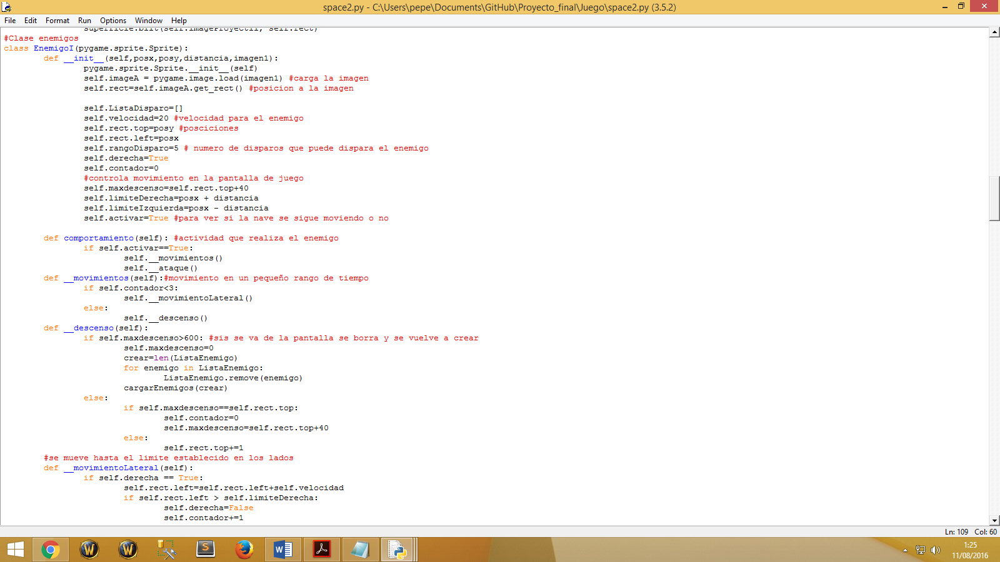 space2.py - C:\Users\pepe\Documents\GitHub\Proyecto_final\Juego\space2.py (3.5.2)
File Edit Format Run Options Window Help
superficie.blit(self.imageProyectil, self.rect)
#Clase enemigos
class EnemigoI(pygame.sprite.Sprite):
def __init__(self,posx,posy,distancia,imagen1):
pygame.sprite.Sprite.__init__(self)
self.imageA = pygame.image.load(imagen1) #carga la imagen
self.rect=self.imageA.get_rect() #posicion a la imagen
self.ListaDisparo=[]
self.velocidad=20 #velocidad para el enemigo
self.rect.top=posy #posciciones
self.rect.left=posx
self.rangoDisparo=5 # numero de disparos que puede dispara el enemigo
self.derecha=True
self.contador=0
#controla movimiento en la pantalla de juego
self.maxdescenso=self.rect.top+40
self.limiteDerecha=posx + distancia
self.limiteIzquierda=posx - distancia
self.activar=True #para ver si la nave se sigue moviendo o no
def comportamiento(self): #actividad que realiza el enemigo
if self.activar==True:
self.__movimientos()
self.__ataque()
def __movimientos(self):#movimiento en un pequeño rango de tiempo
if self.contador<3:
self.__movimientoLateral()
else:
self.__descenso()
def __descenso(self):
if self.maxdescenso>600: #sis se va de la pantalla se borra y se vuelve a crear
self.maxdescenso=0
crear=len(ListaEnemigo)
for enemigo in ListaEnemigo:
ListaEnemigo.remove(enemigo)
cargarEnemigos(crear)
else:
if self.maxdescenso==self.rect.top:
self.contador=0
self.maxdescenso=self.rect.top+40
else:
self.rect.top+=1
#se mueve hasta el limite establecido en los lados
def __movimientoLateral(self):
if self.derecha == True:
self.rect.left=self.rect.left+self.velocidad
if self.rect.left > self.limiteDerecha:
self.derecha=False
self.contador+=1
Ln: 109 Col: 60
1:25
11/08/2016